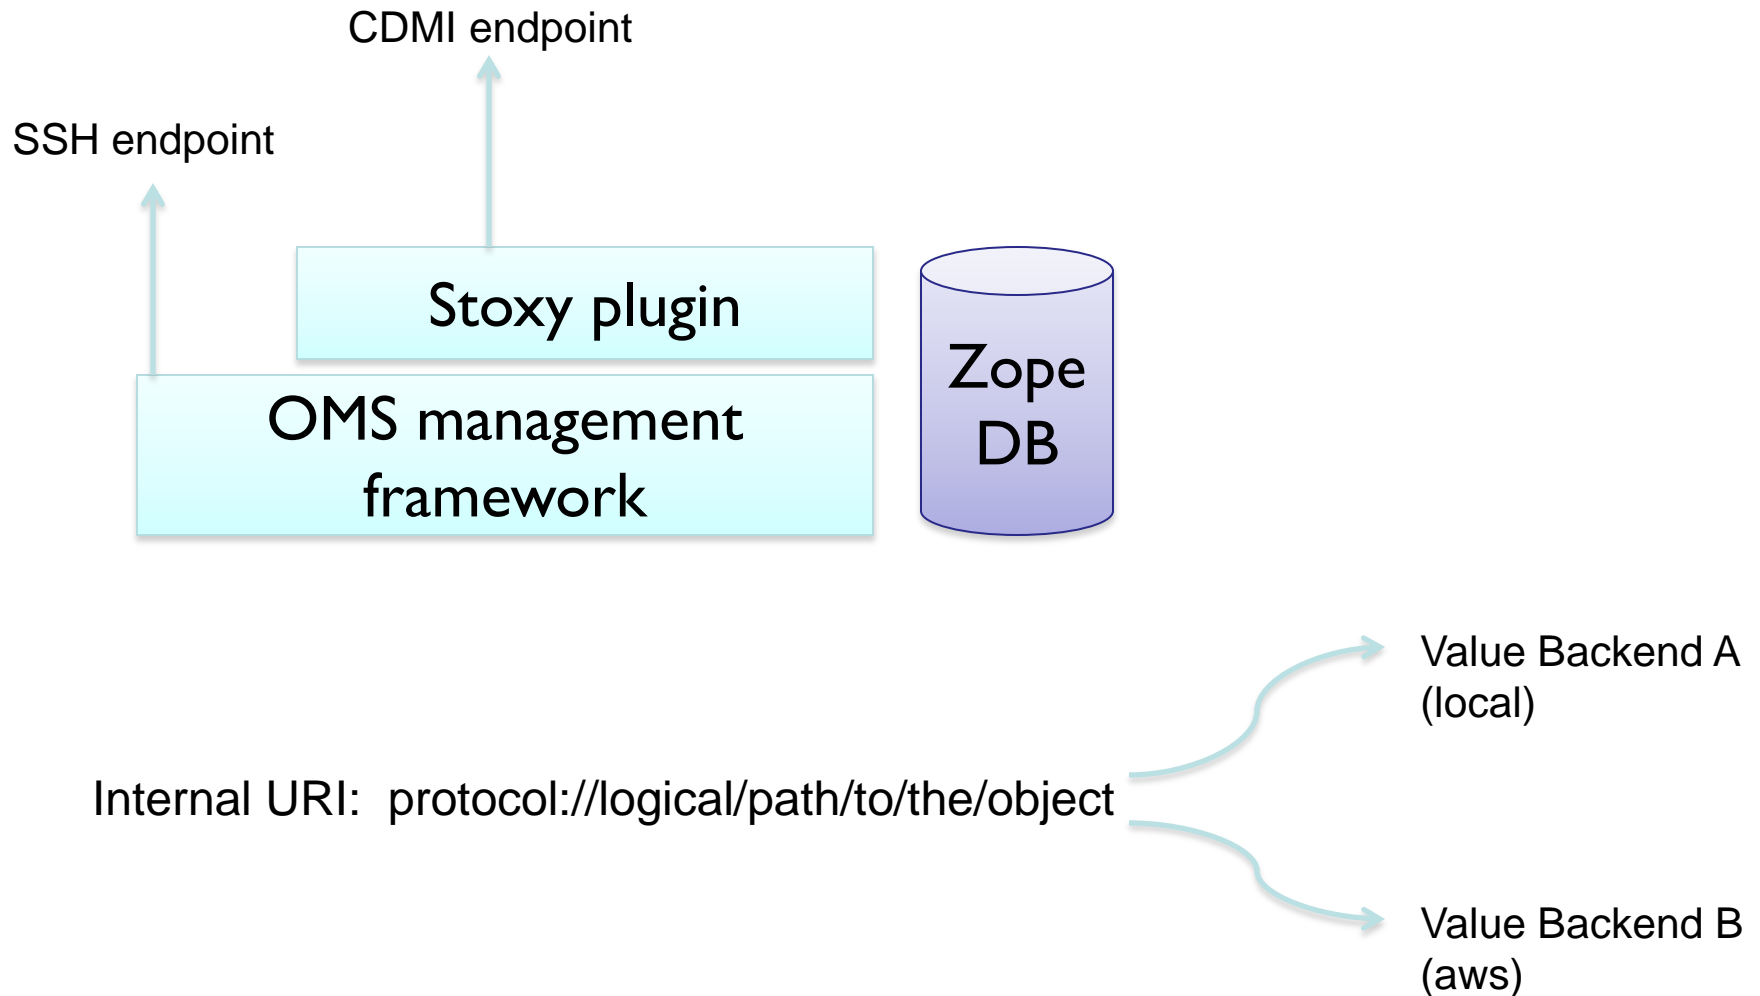 CDMI endpoint
SSH endpoint
Stoxy plugin
OMS management
framework
Zope
DB
Value Backend A
(local)
Internal URI:  protocol://logical/path/to/the/object
Value Backend B
(aws)